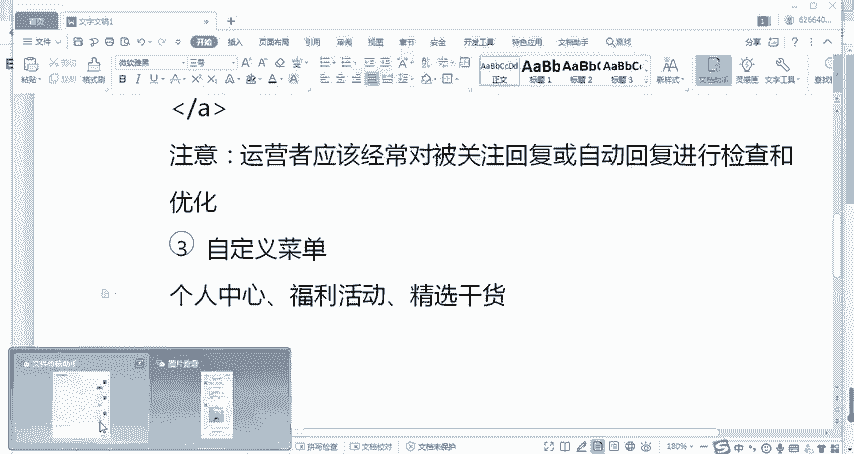 首页 文字文稿1 + 626640...
文件 开始 插入 页面布局 引用 审阅 视图 章节 安全 开发工具 特色应用 文档助手 查找 分享
粘贴 剪切 复制 格式刷 微软雅黑 三号 AaBbCcDd 正文 AaBb 标题 1 AaBb( 标题 2 AaBbC( 标题 3 新样式 文档助手 文字工具
</a>
注意：运营者应该经常对被关注回复或自动回复进行检查和
优化
③ 自定义菜单
个人中心、福利活动、精选干货
文件传输助手 图片查看
拼写检查 文档校对 文档未保护 180% 中